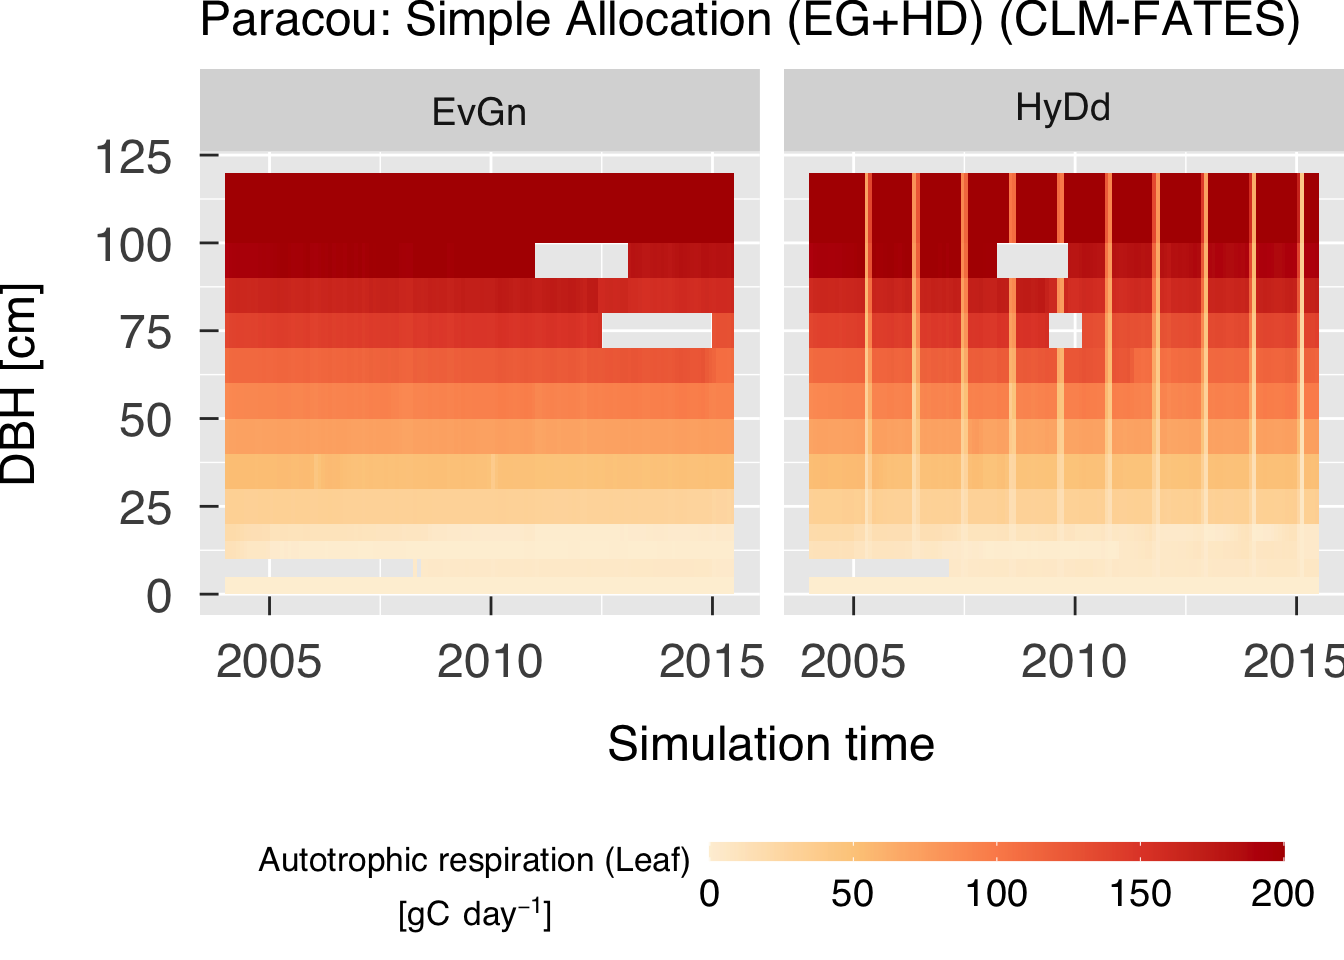 Paracou: Simple Allocation (EG+HD) (CLM-FATES)
EvGn
HyDd
125
100
75
50
25
0
DBH [cm]
2005 2010 2015 2005 2010 2015
Simulation time
Autotrophic respiration (Leaf)
[gC day⁻¹]
0 50 100 150 200